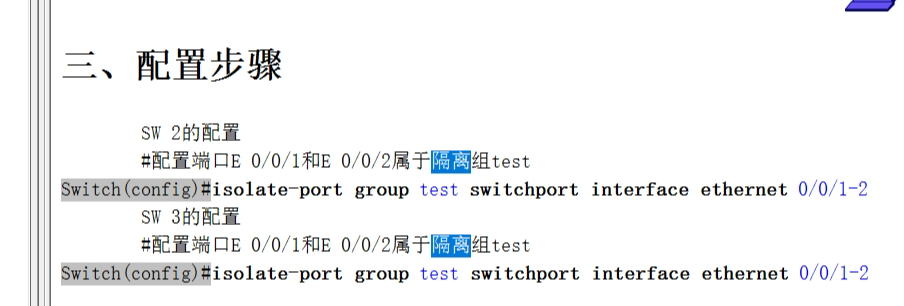 三、配置步骤
SW 2的配置
#配置端口E 0/0/1和E 0/0/2属于隔离组test
Switch(config)#isolate-port group test switchport interface ethernet 0/0/1-2
SW 3的配置
#配置端口E 0/0/1和E 0/0/2属于隔离组test
Switch(config)#isolate-port group test switchport interface ethernet 0/0/1-2